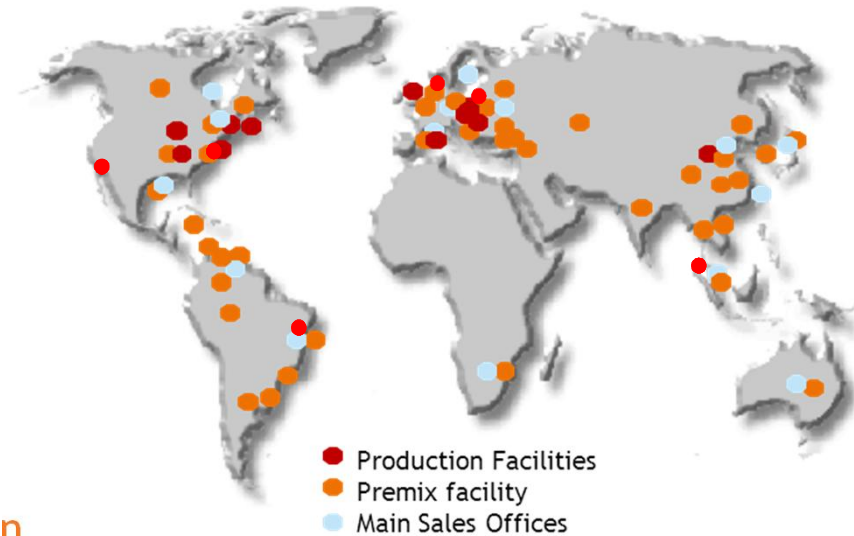 Production Facilities
Premix facility
Main Sales Offices
n